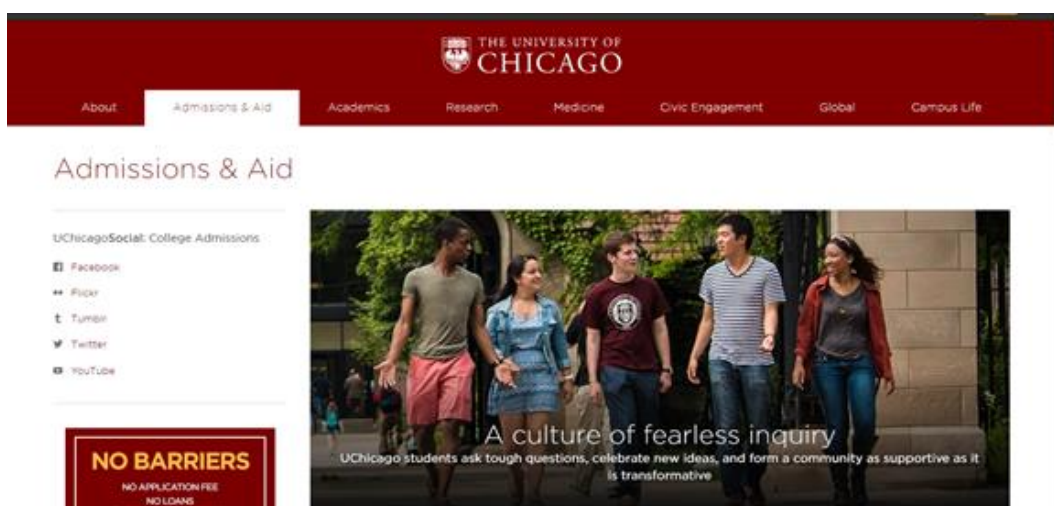 THE UNIVERSITY OF
CHICAGO
About Admissions & Aid Academics Research Medicine Civic Engagement Global Campus Life
Admissions & Aid
UChicagoSocial: College Admissions
Facebook
Flickr
Tumblr
Twitter
YouTube
A culture of fearless inquiry
UChicago students ask tough questions, celebrate new ideas, and form a community as supportive as it
is transformative
NO BARRIERS
NO APPLICATION FEE
NO LOANS